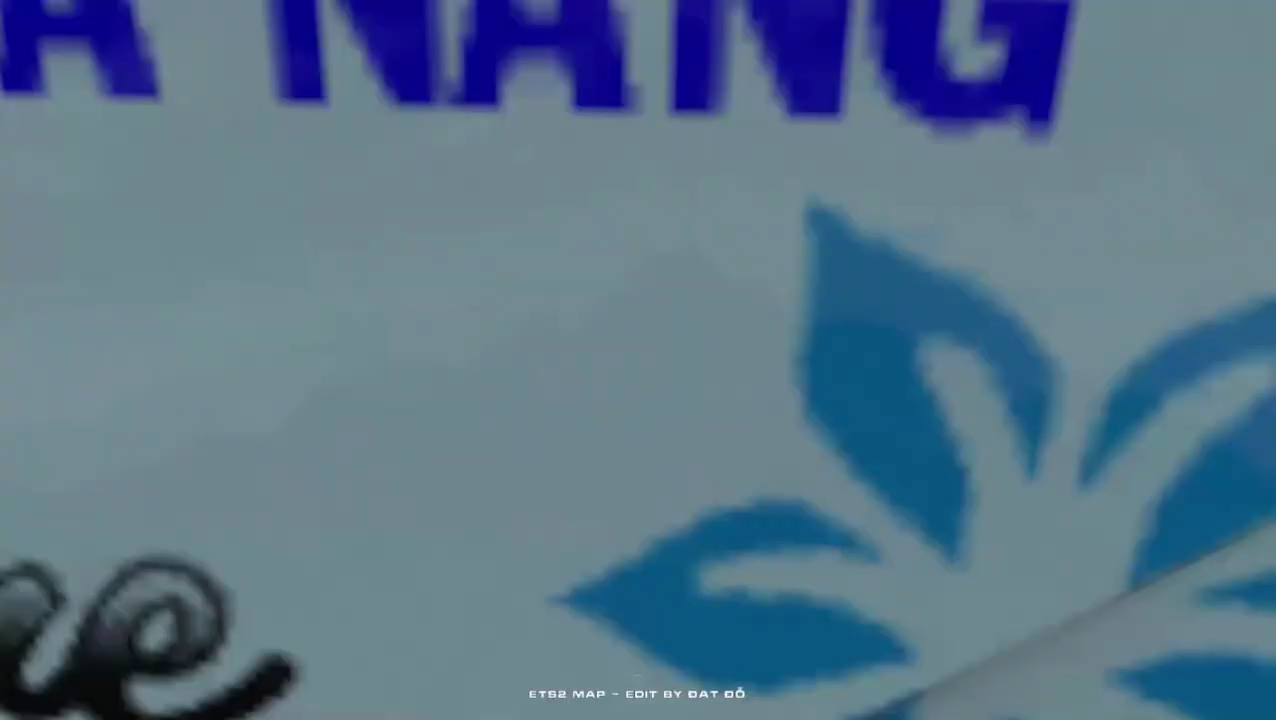 A NANG
ETS2 MAP - EDIT BY ĐẠT ĐỖ